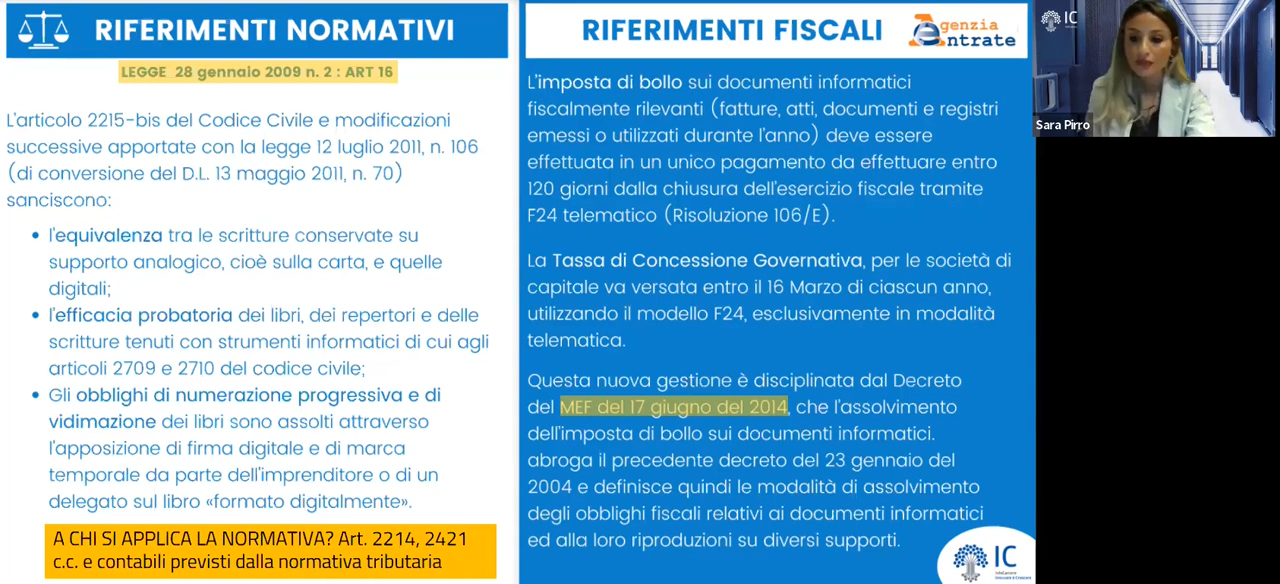 RIFERIMENTI NORMATIVI
LEGGE 28 gennaio 2009 n. 2 : ART 16
L'articolo 2215-bis del Codice Civile e modificazioni
successive apportate con la legge 12 luglio 2011, n. 106
(di conversione del D.L. 13 maggio 2011, n. 70)
sanciscono:
• l'equivalenza tra le scritture conservate su
supporto analogico, cioè sulla carta, e quelle
digitali;
• l'efficacia probatoria dei libri, dei repertori e delle
scritture tenuti con strumenti informatici di cui agli
articoli 2709 e 2710 del codice civile;
• Gli obblighi di numerazione progressiva e di
vidimazione dei libri sono assolti attraverso
l'apposizione di firma digitale e di marca
temporale da parte dell'imprenditore o di un
delegato sul libro «formato digitalmente».
A CHI SI APPLICA LA NORMATIVA? Art. 2214, 2421
c.c. e contabili previsti dalla normativa tributaria
RIFERIMENTI FISCALI
Agenzia
Entrate
L'imposta di bollo sui documenti informatici
fiscalmente rilevanti (fatture, atti, documenti e registri
emessi o utilizzati durante l'anno) deve essere
effettuata in un unico pagamento da effettuare entro
120 giorni dalla chiusura dell'esercizio fiscale tramite
F24 telematico (Risoluzione 106/E).
La Tassa di Concessione Governativa, per le società di
capitale va versata entro il 16 Marzo di ciascun anno,
utilizzando il modello F24, esclusivamente in modalità
telematica.
Questa nuova gestione è disciplinata dal Decreto
del MEF del 17 giugno del 2014, che l'assolvimento
dell'imposta di bollo sui documenti informatici.
abroga il precedente decreto del 23 gennaio del
2004 e definisce quindi le modalità di assolvimento
degli obblighi fiscali relativi ai documenti informatici
ed alla loro riproduzioni su diversi supporti.
IC
IC
Sara Pirro